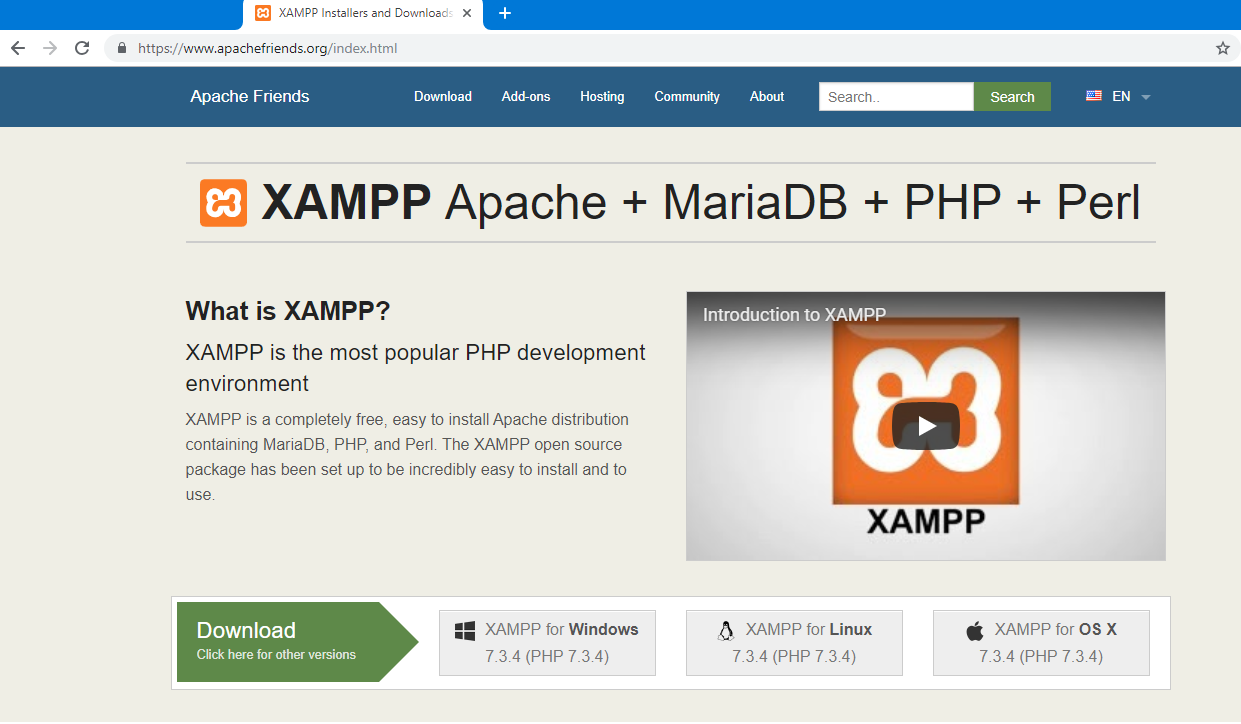 XAMPP Installers and Downloads
https://www.apachefriends.org/index.html
Apache Friends
Download
Add-ons
Hosting
Community
About
Search..
Search
EN
XAMPP Apache + MariaDB + PHP + Perl
What is XAMPP?
XAMPP is the most popular PHP development
environment
XAMPP is a completely free, easy to install Apache distribution
containing MariaDB, PHP, and Perl. The XAMPP open source
package has been set up to be incredibly easy to install and to
use.
Introduction to XAMPP
XAMPP
Download
Click here for other versions
XAMPP for Windows
7.3.4 (PHP 7.3.4)
XAMPP for Linux
7.3.4 (PHP 7.3.4)
XAMPP for OS X
7.3.4 (PHP 7.3.4)